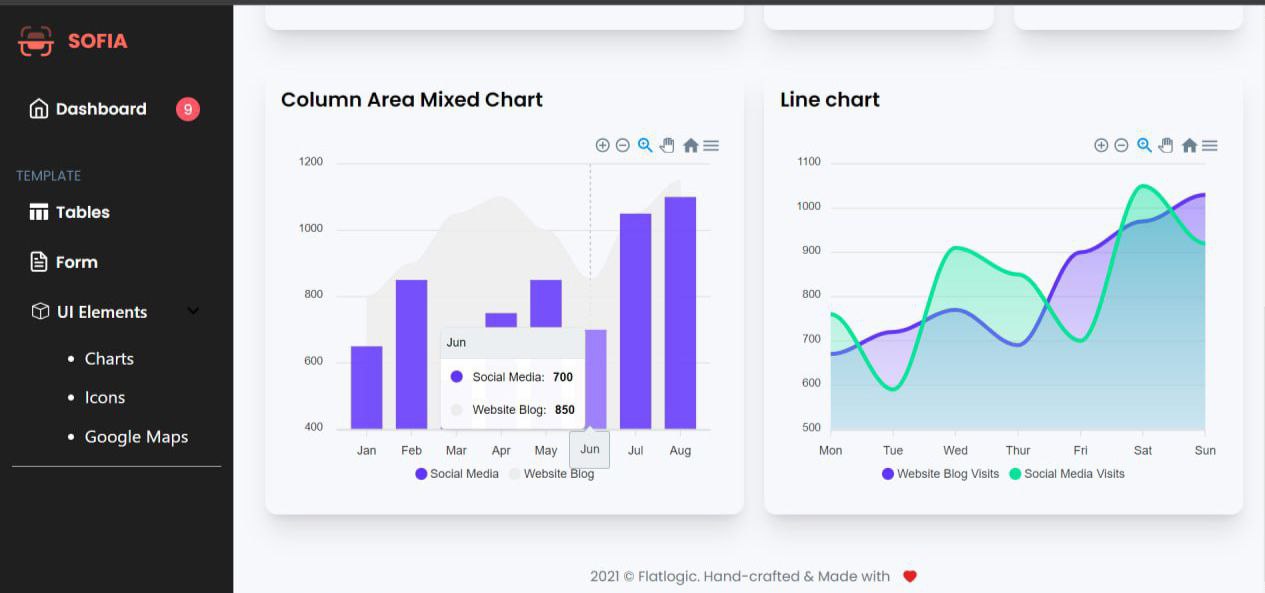 SOFIA
Dashboard 9
TEMPLATE
Tables
Form
UI Elements
Charts
Icons
Google Maps
Column Area Mixed Chart
1200
1000
800
600
400
Jun
Social Media: 700
Website Blog: 850
Jan Feb Mar Apr May Jun Jul Aug
Social Media Website Blog
Line chart
1100
1000
900
800
700
600
500
Mon Tue Wed Thur Fri Sat Sun
Website Blog Visits Social Media Visits
2021 © Flatlogic. Hand-crafted & Made with